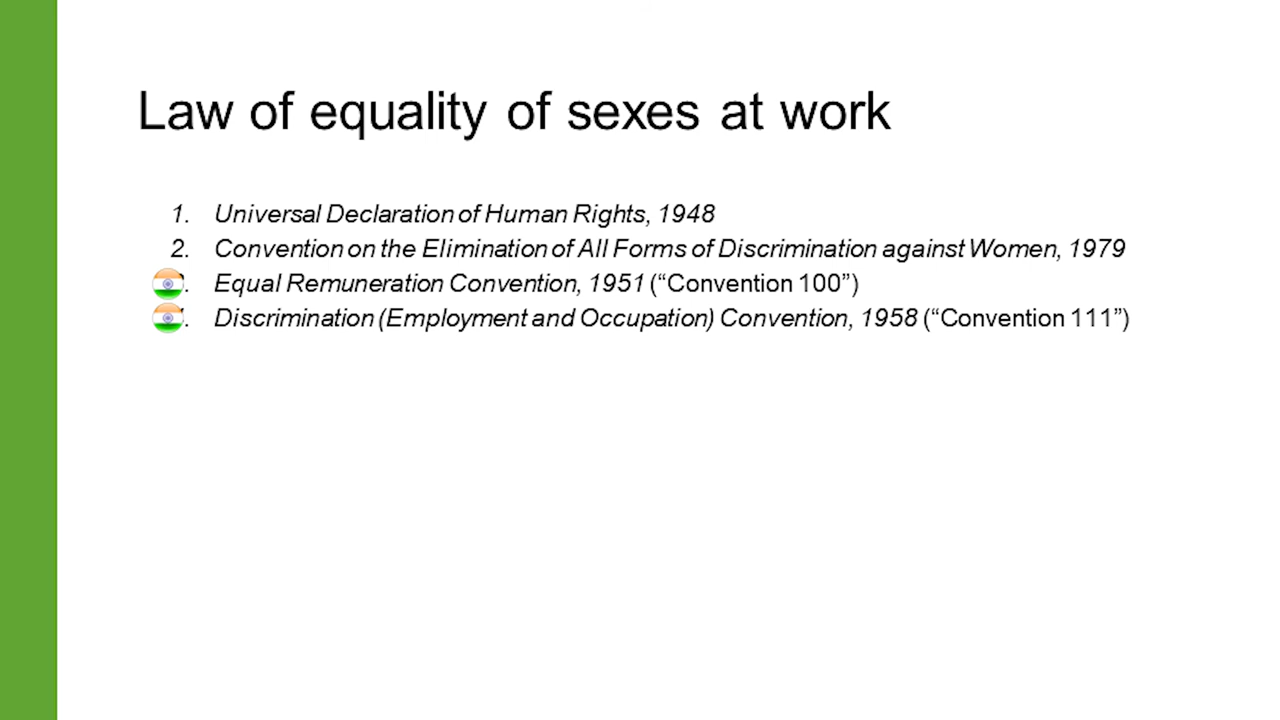 Law of equality of sexes at work
1. Universal Declaration of Human Rights, 1948
2. Convention on the Elimination of All Forms of Discrimination against Women, 1979
. Equal Remuneration Convention, 1951 (“Convention 100”)
. Discrimination (Employment and Occupation) Convention, 1958 (“Convention 111”)